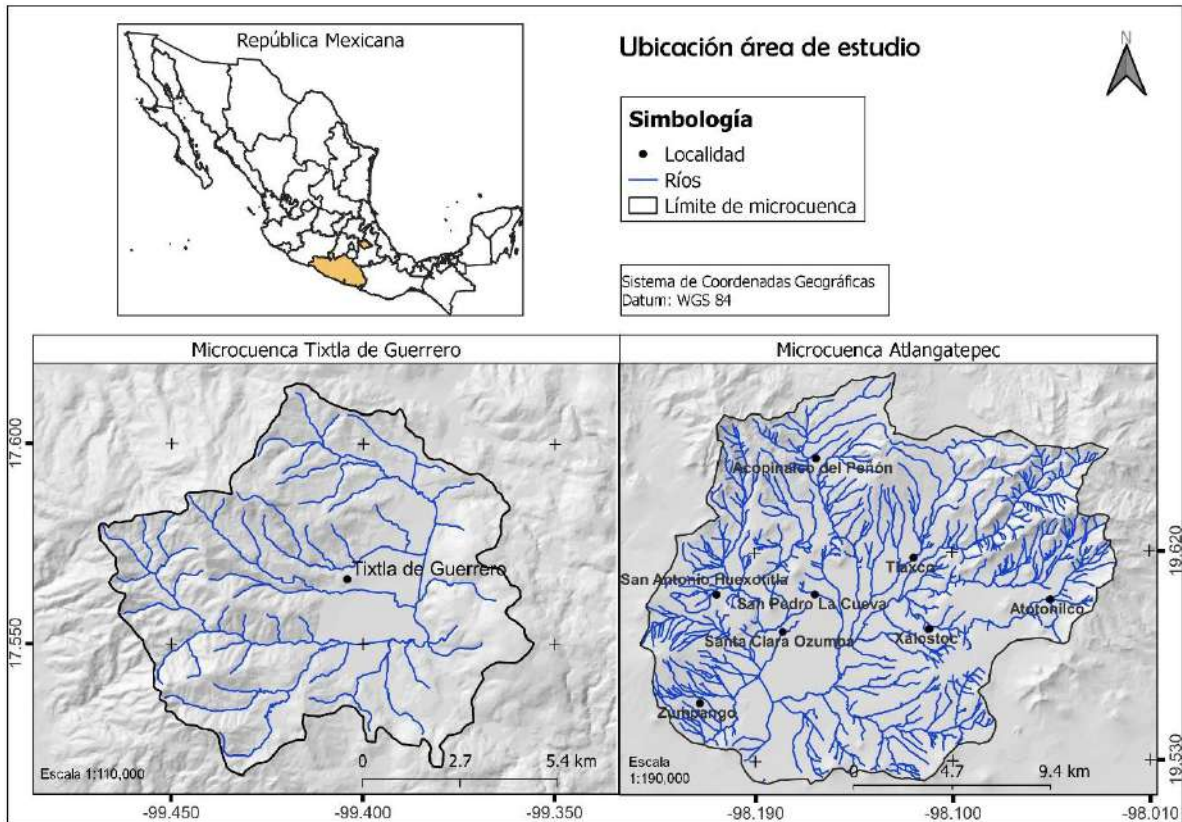 República Mexicana
Ubicación área de estudio
N
Simbología
Localidad
Ríos
Límite de microcuenca
Sistema de Coordenadas Geográficas
Datum: WGS 84
Microcuenca Tixtla de Guerrero
Microcuenca Atlangatepec
17.600
17.550
Tixtla de Guerrero
Escala 1:110,000
0 2.7 5.4 km
-99.450 -99.400 -99.350
Acopinalco del Peñón
Tlaxco
San Antonio Huexotitla
San Pedro La Cueva
Atotonilco
Santa Clara Ozumba
Xalostoc
Zumpango
Escala
1:190,000
0 4.7 9.4 km
19.620
19.530
-98.190 -98.100 -98.010